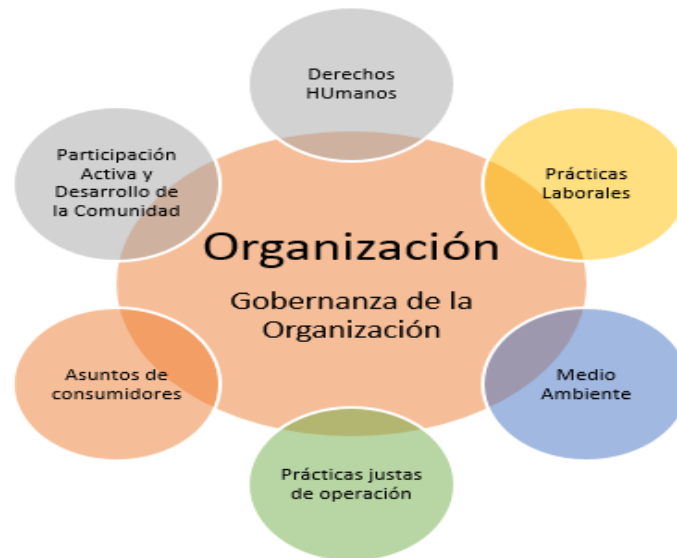 Derechos
HUmanos
Participación
Activa y
Desarrollo de
la Comunidad
Prácticas
Laborales
Organización
Gobernanza de la
Organización
Asuntos de
consumidores
Medio
Ambiente
Prácticas justas
de operación